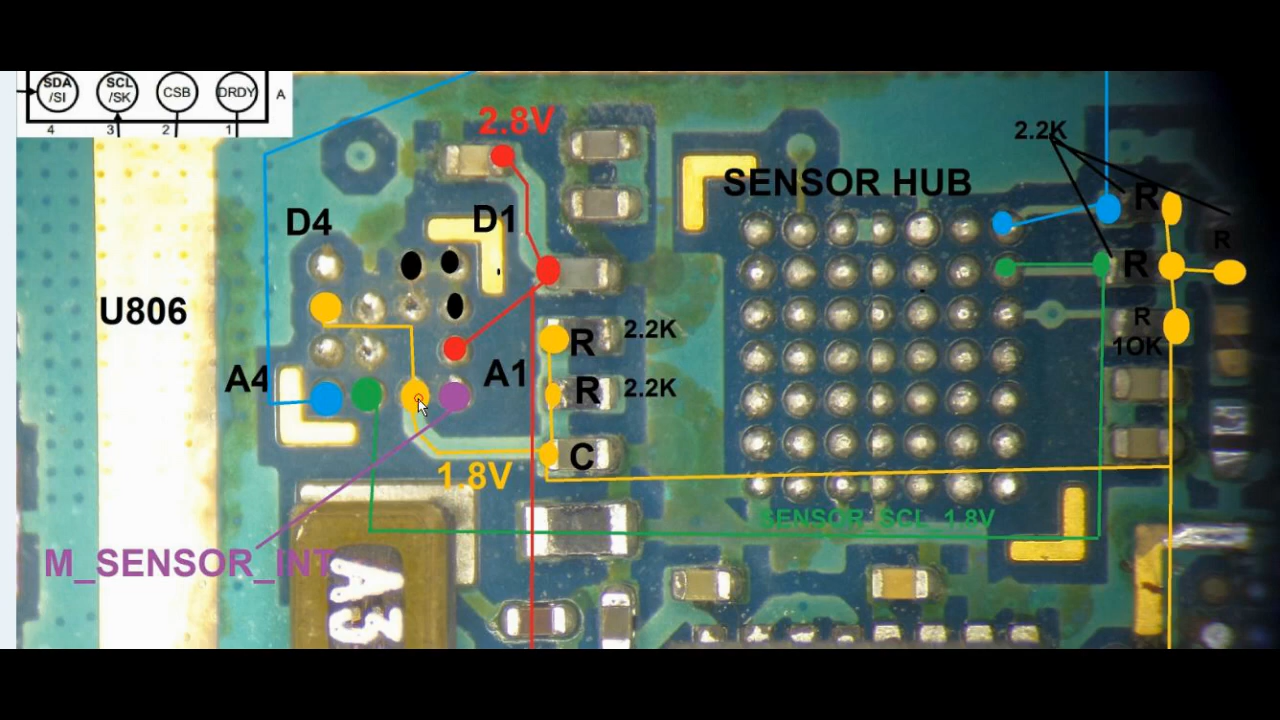 SDA
/SI
SCL
/SK
CSB
DRDY
A
4
3
2
1
2.8V
2.2K
SENSOR HUB
R
D4
D1
R
R
U806
2.2K
R
R
10K
A4
A1
2.2K
R
C
1.8V
SENSOR_SCL_1.8V
M_SENSOR_INT
A3